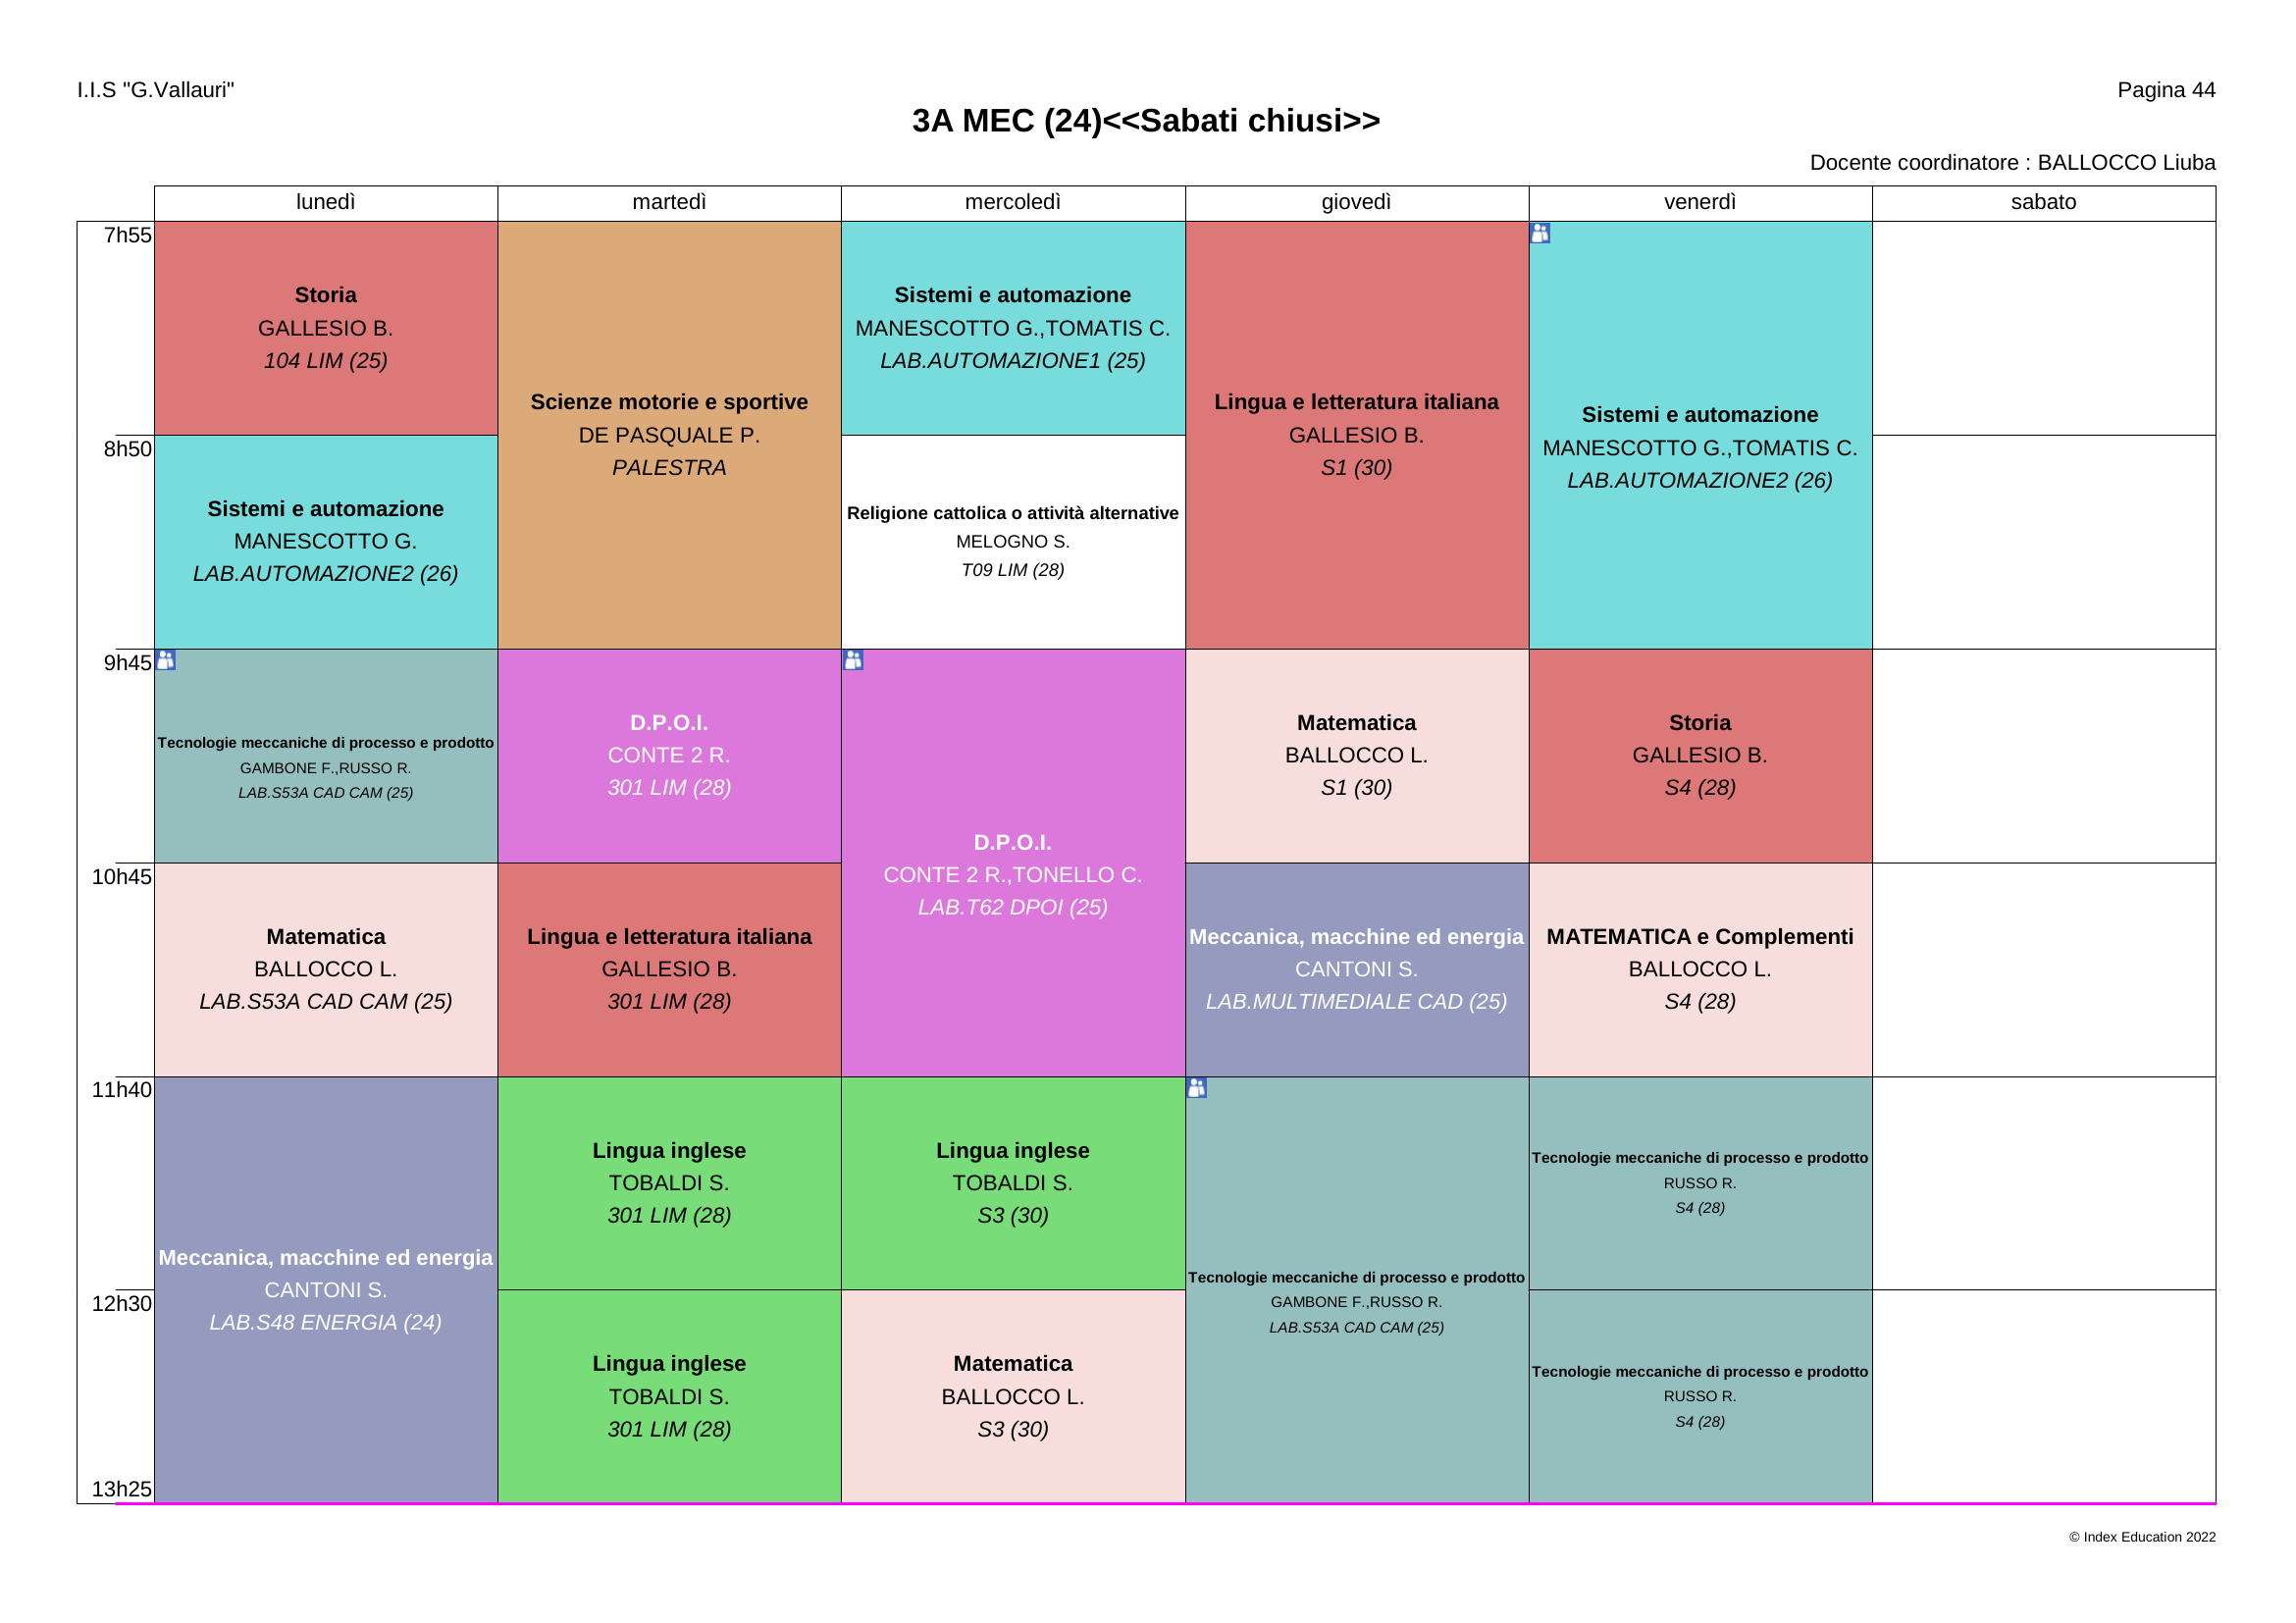 I.I.S "G.Vallauri"
Pagina 44
3A MEC (24)<<Sabati chiusi>>
Docente coordinatore : BALLOCCO Liuba
lunedì
martedì
mercoledì
giovedì
venerdì
sabato
7h55
Storia
GALLESIO B.
104 LIM (25)
Scienze motorie e sportive
DE PASQUALE P.
PALESTRA
Sistemi e automazione
MANESCOTTO G.,TOMATIS C.
LAB.AUTOMAZIONE1 (25)
Lingua e letteratura italiana
GALLESIO B.
S1 (30)
Sistemi e automazione
MANESCOTTO G.,TOMATIS C.
LAB.AUTOMAZIONE2 (26)
8h50
Sistemi e automazione
MANESCOTTO G.
LAB.AUTOMAZIONE2 (26)
Religione cattolica o attività alternative
MELOGNO S.
T09 LIM (28)
9h45
Tecnologie meccaniche di processo e prodotto
GAMBONE F.,RUSSO R.
LAB.S53A CAD CAM (25)
D.P.O.I.
CONTE 2 R.
301 LIM (28)
D.P.O.I.
CONTE 2 R.,TONELLO C.
LAB.T62 DPOI (25)
Matematica
BALLOCCO L.
S1 (30)
Storia
GALLESIO B.
S4 (28)
10h45
Matematica
BALLOCCO L.
LAB.S53A CAD CAM (25)
Lingua e letteratura italiana
GALLESIO B.
301 LIM (28)
Meccanica, macchine ed energia
CANTONI S.
LAB.MULTIMEDIALE CAD (25)
MATEMATICA e Complementi
BALLOCCO L.
S4 (28)
11h40
Meccanica, macchine ed energia
CANTONI S.
LAB.S48 ENERGIA (24)
Lingua inglese
TOBALDI S.
301 LIM (28)
Lingua inglese
TOBALDI S.
S3 (30)
Tecnologie meccaniche di processo e prodotto
GAMBONE F.,RUSSO R.
LAB.S53A CAD CAM (25)
Tecnologie meccaniche di processo e prodotto
RUSSO R.
S4 (28)
12h30
Lingua inglese
TOBALDI S.
301 LIM (28)
Matematica
BALLOCCO L.
S3 (30)
Tecnologie meccaniche di processo e prodotto
RUSSO R.
S4 (28)
13h25
© Index Education 2022